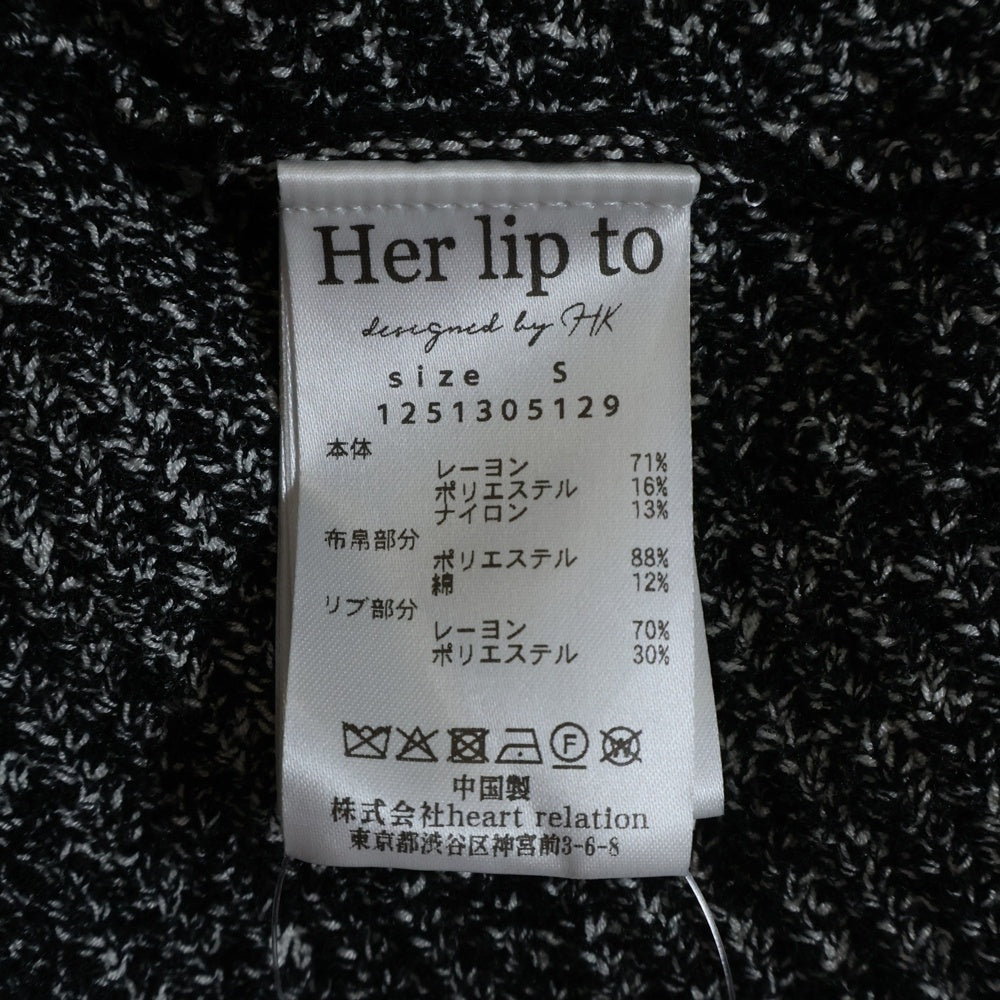 Her lip to
designed by HK
size S
1251305129
本体
レーヨン 71%
ポリエステル 16%
ナイロン 13%
布帛部分
ポリエステル 88%
綿 12%
リブ部分
レーヨン 70%
ポリエステル 30%
F W
中国製
株式会社heart relation
東京都渋谷区神宮前3-6-8